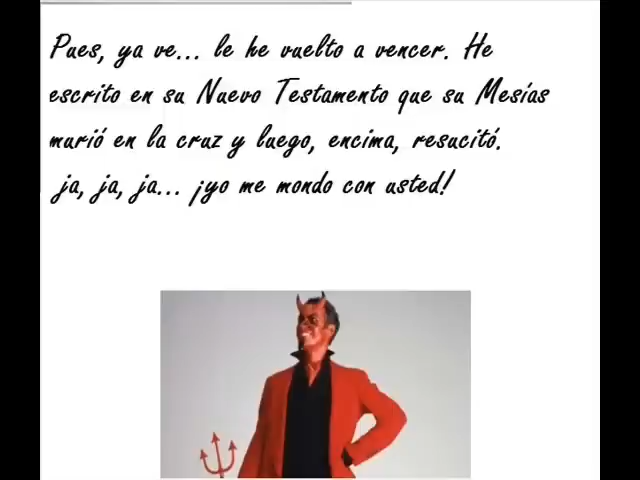 Pues, ya ve... le he vuelto a vencer. He
escrito en su Nuevo Testamento que su Mesías
murió en la cruz y luego, encima, resucitó.
ja, ja, ja... ¡yo me mondo con usted!